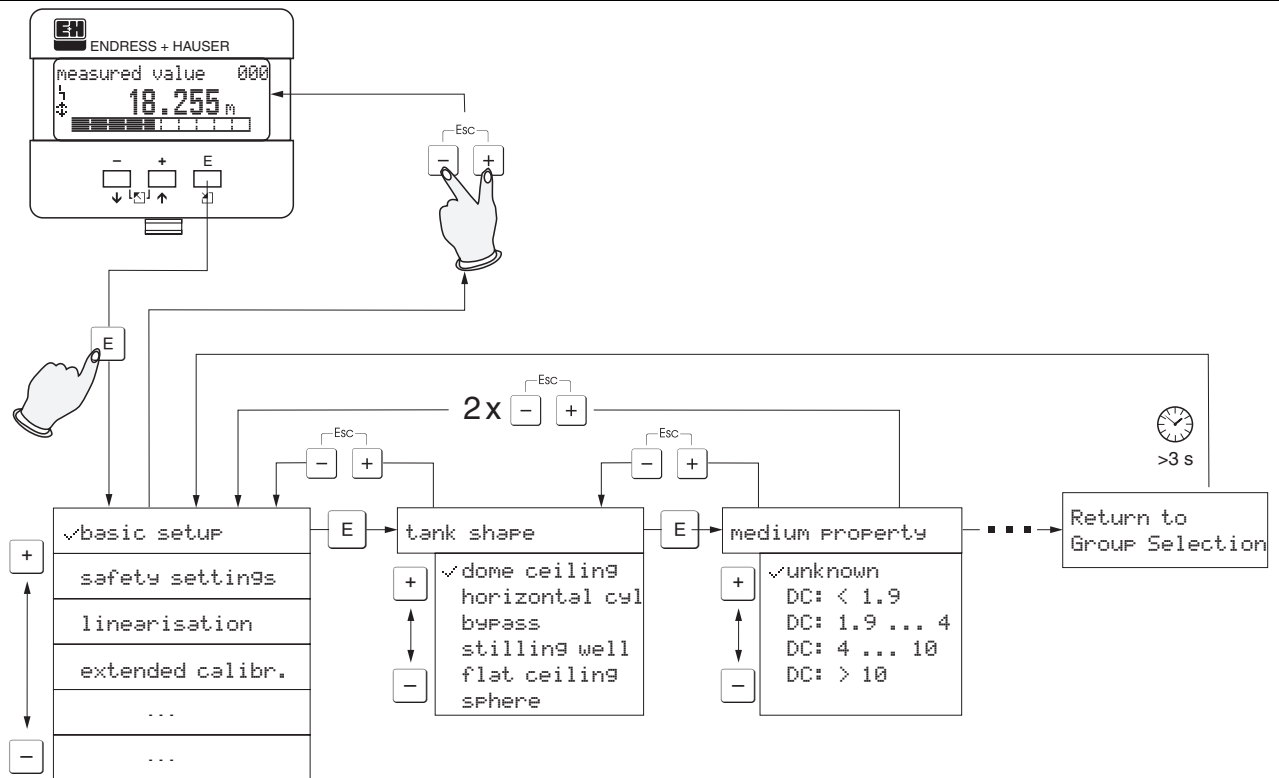 EH
ENDRESS + HAUSER
measured value 000
18.255 m
Esc
– +
- + E
E
Esc
2x – +
Esc
– +
Esc
– +
>3 s
✓basic setup
E
tank shape
E
medium property
Return to
Group Selection
+
safety settings
linearisation
extended calibr.
...
...
–
+
✓dome ceiling
horizontal cyl
bypass
stilling well
flat ceiling
sphere
–
+
✓unknown
DC: < 1.9
DC: 1.9 ... 4
DC: 4 ... 10
DC: > 10
–